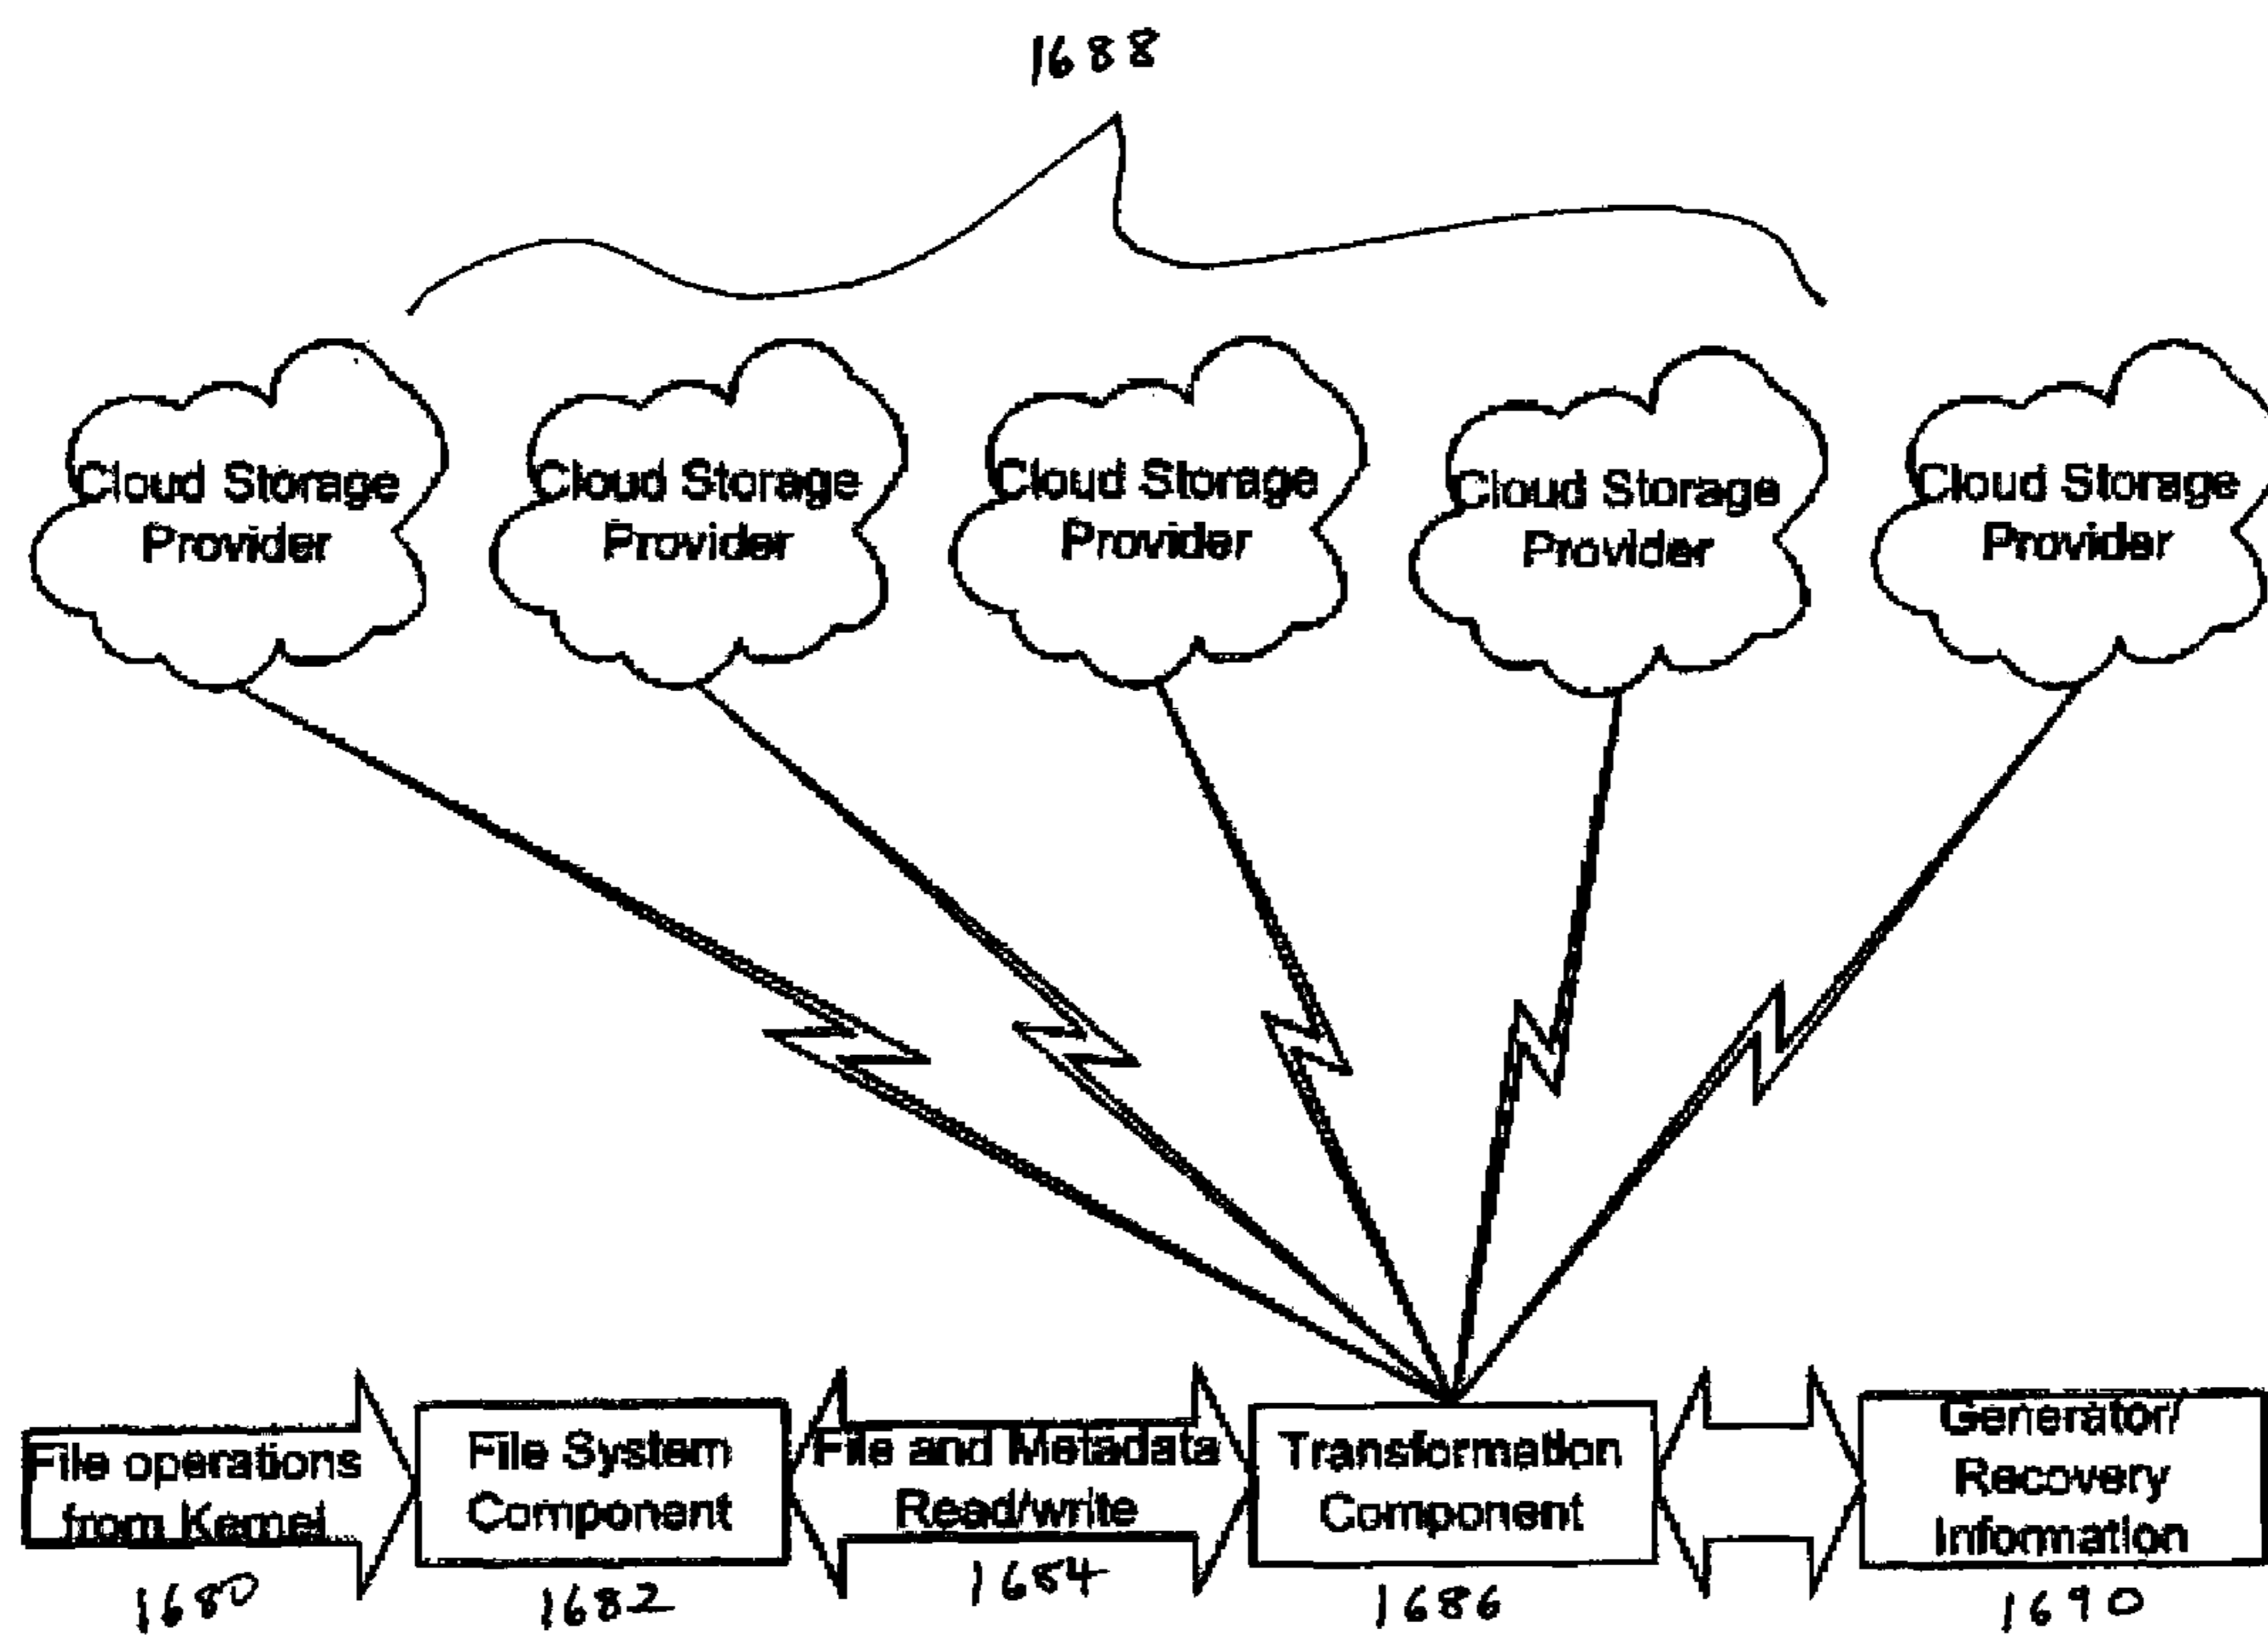 1688
Cloud Storage
Provider
Cloud Storage
Provider
Cloud Storage
Provider
Cloud Storage
Provider
Cloud Storage
Provider
File operations
from Kernel
1680
File System
Component
1682
File and Metadata
Read/write
1684
Transformation
Component
1686
Generator/
Recovery
Information
1690